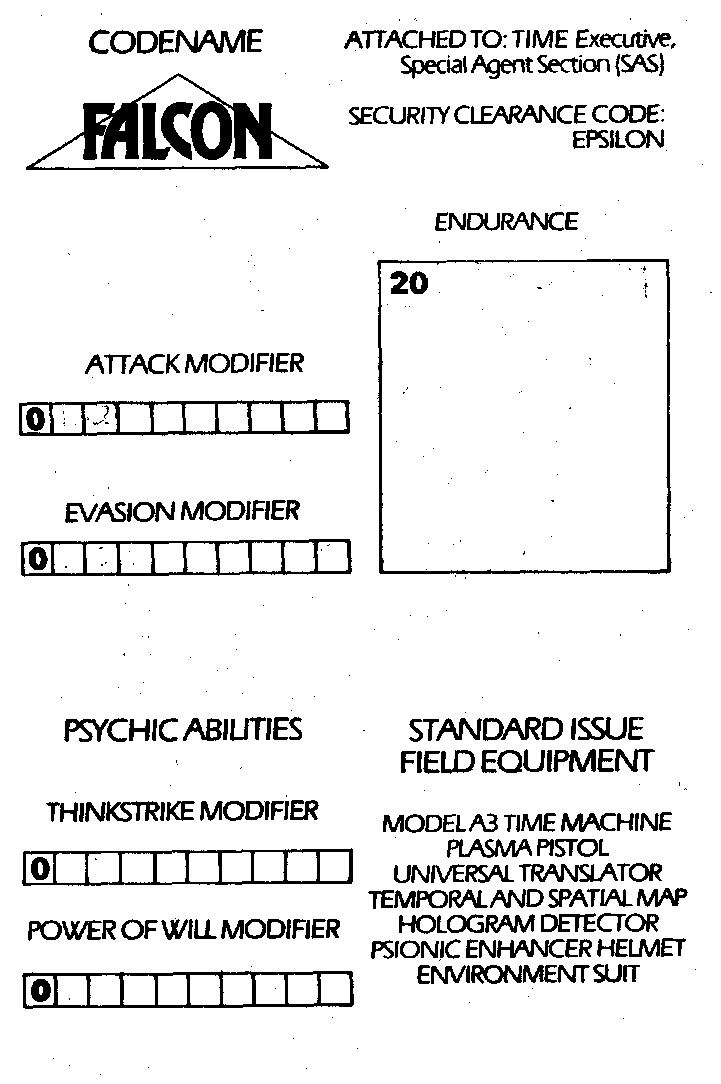 CODENAME
FALCON
ATTACHED TO: TIME Executive,
Special Agent Section (SAS)
SECURITY CLEARANCE CODE:
EPSILON
ENDURANCE
20
ATTACK MODIFIER
0
EVASION MODIFIER
0
PSYCHIC ABILITIES
THINKSTRIKE MODIFIER
0
POWER OF WILL MODIFIER
0
STANDARD ISSUE
FIELD EQUIPMENT
MODEL A3 TIME MACHINE
PLASMA PISTOL
UNIVERSAL TRANSLATOR
TEMPORAL AND SPATIAL MAP
HOLOGRAM DETECTOR
PSIONIC ENHANCER HELMET
ENVIRONMENT SUIT